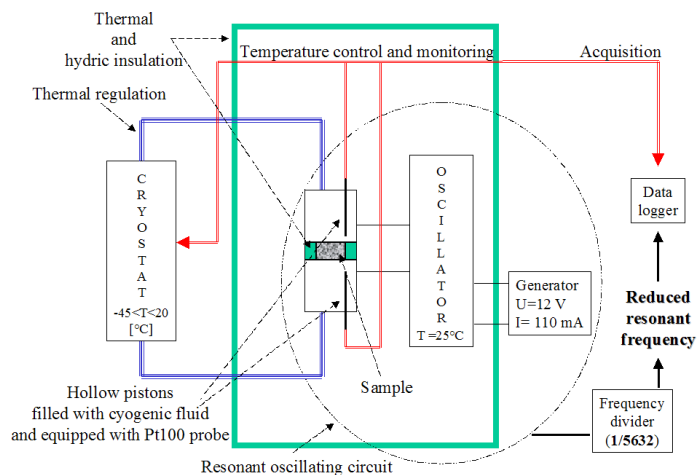 Thermal
and
hydric insulation
Temperature control and monitoring
Acquisition
Thermal regulation
CRYOSTAT
-45<T<20
[°C]
OSCILLATOR
T =25°C
Data
logger
Generator
U=12 V
I= 110 mA
Reduced
resonant
frequency
Sample
Hollow pistons
filled with cyogenic fluid
and equipped with Pt100 probe
Frequency
divider
(1/5632)
Resonant oscillating circuit